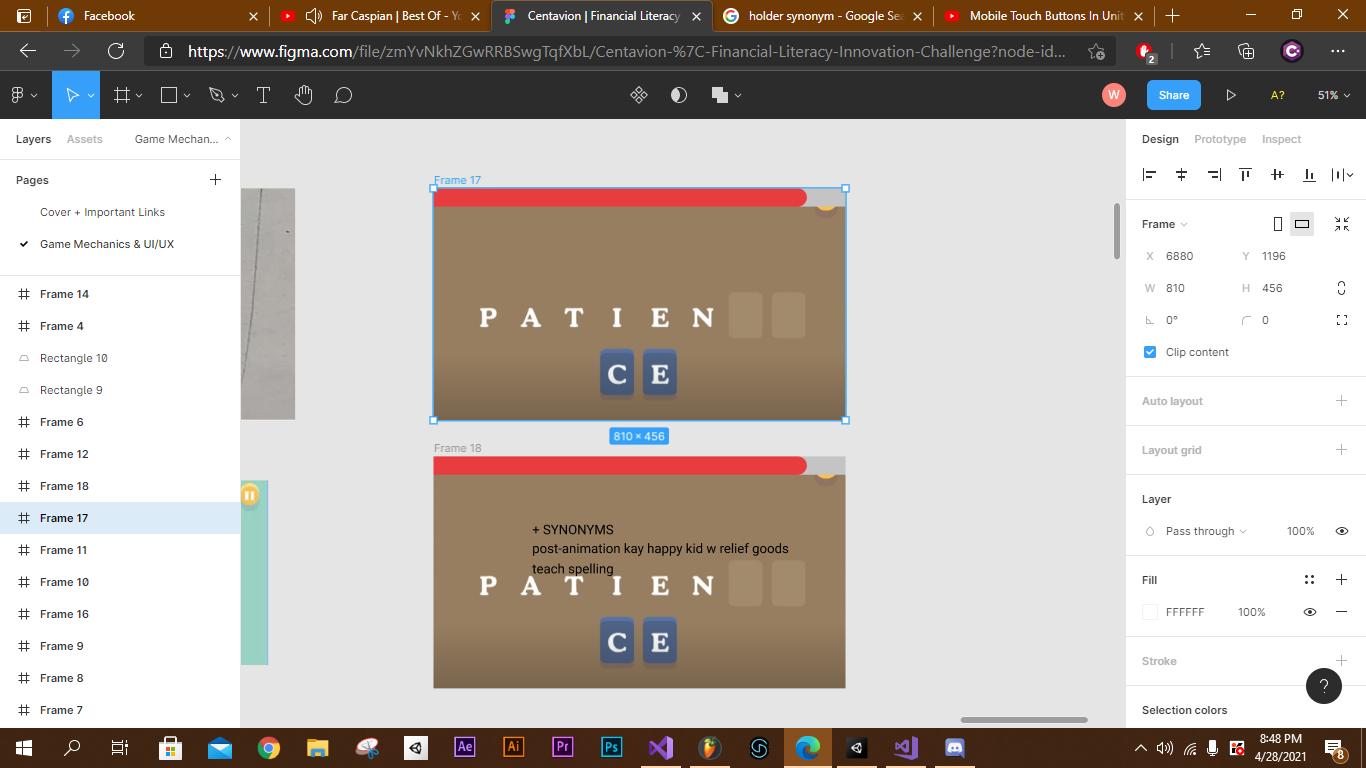 Facebook
Far Caspian | Best Of - Yo
Centavion | Financial Literacy
holder synonym - Google Sea
Mobile Touch Buttons In Unit
https://www.figma.com/file/zmYvNkhZGwRRBSwgTqfXbL/Centavion-%7C-Financial-Literacy-Innovation-Challenge?node-id...
2
T
W
Share
A?
51%
Layers
Assets
Game Mechan...
Pages
Cover + Important Links
Game Mechanics & UI/UX
Frame 14
Frame 4
Rectangle 10
Rectangle 9
Frame 6
Frame 12
Frame 18
Frame 17
Frame 11
Frame 10
Frame 16
Frame 9
Frame 8
Frame 7
Frame 17
P A T I E N
C E
810 × 456
Frame 18
+ SYNONYMS
post-animation kay happy kid w relief goods
teach spelling
P A T I E N
C E
Design
Prototype
Inspect
Frame
X 6880 Y 1196
W 810 H 456
0° 0
Clip content
Auto layout
Layout grid
Layer
Pass through 100%
Fill
FFFFFF 100%
Stroke
?
Selection colors
Ae
Ai
Pr
Ps
8:48 PM
4/28/2021
8